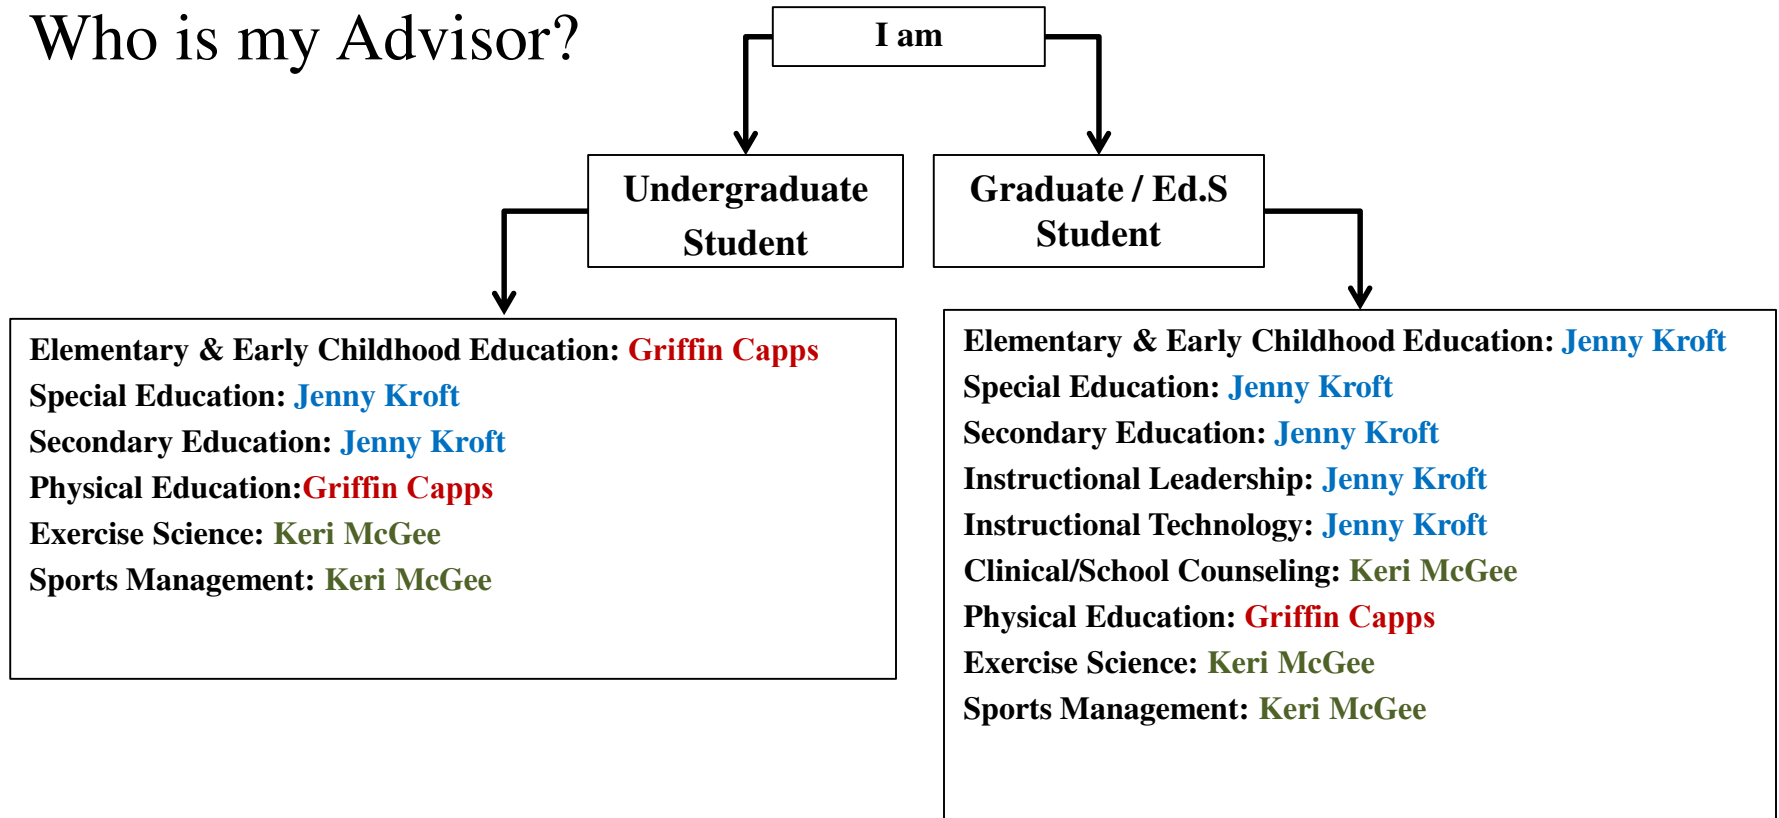 Who is my Advisor?
I am
Undergraduate
Student
Graduate / Ed.S
Student
Elementary & Early Childhood Education: Griffin Capps
Special Education: Jenny Kroft
Secondary Education: Jenny Kroft
Physical Education:Griffin Capps
Exercise Science: Keri McGee
Sports Management: Keri McGee
Elementary & Early Childhood Education: Jenny Kroft
Special Education: Jenny Kroft
Secondary Education: Jenny Kroft
Instructional Leadership: Jenny Kroft
Instructional Technology: Jenny Kroft
Clinical/School Counseling: Keri McGee
Physical Education: Griffin Capps
Exercise Science: Keri McGee
Sports Management: Keri McGee